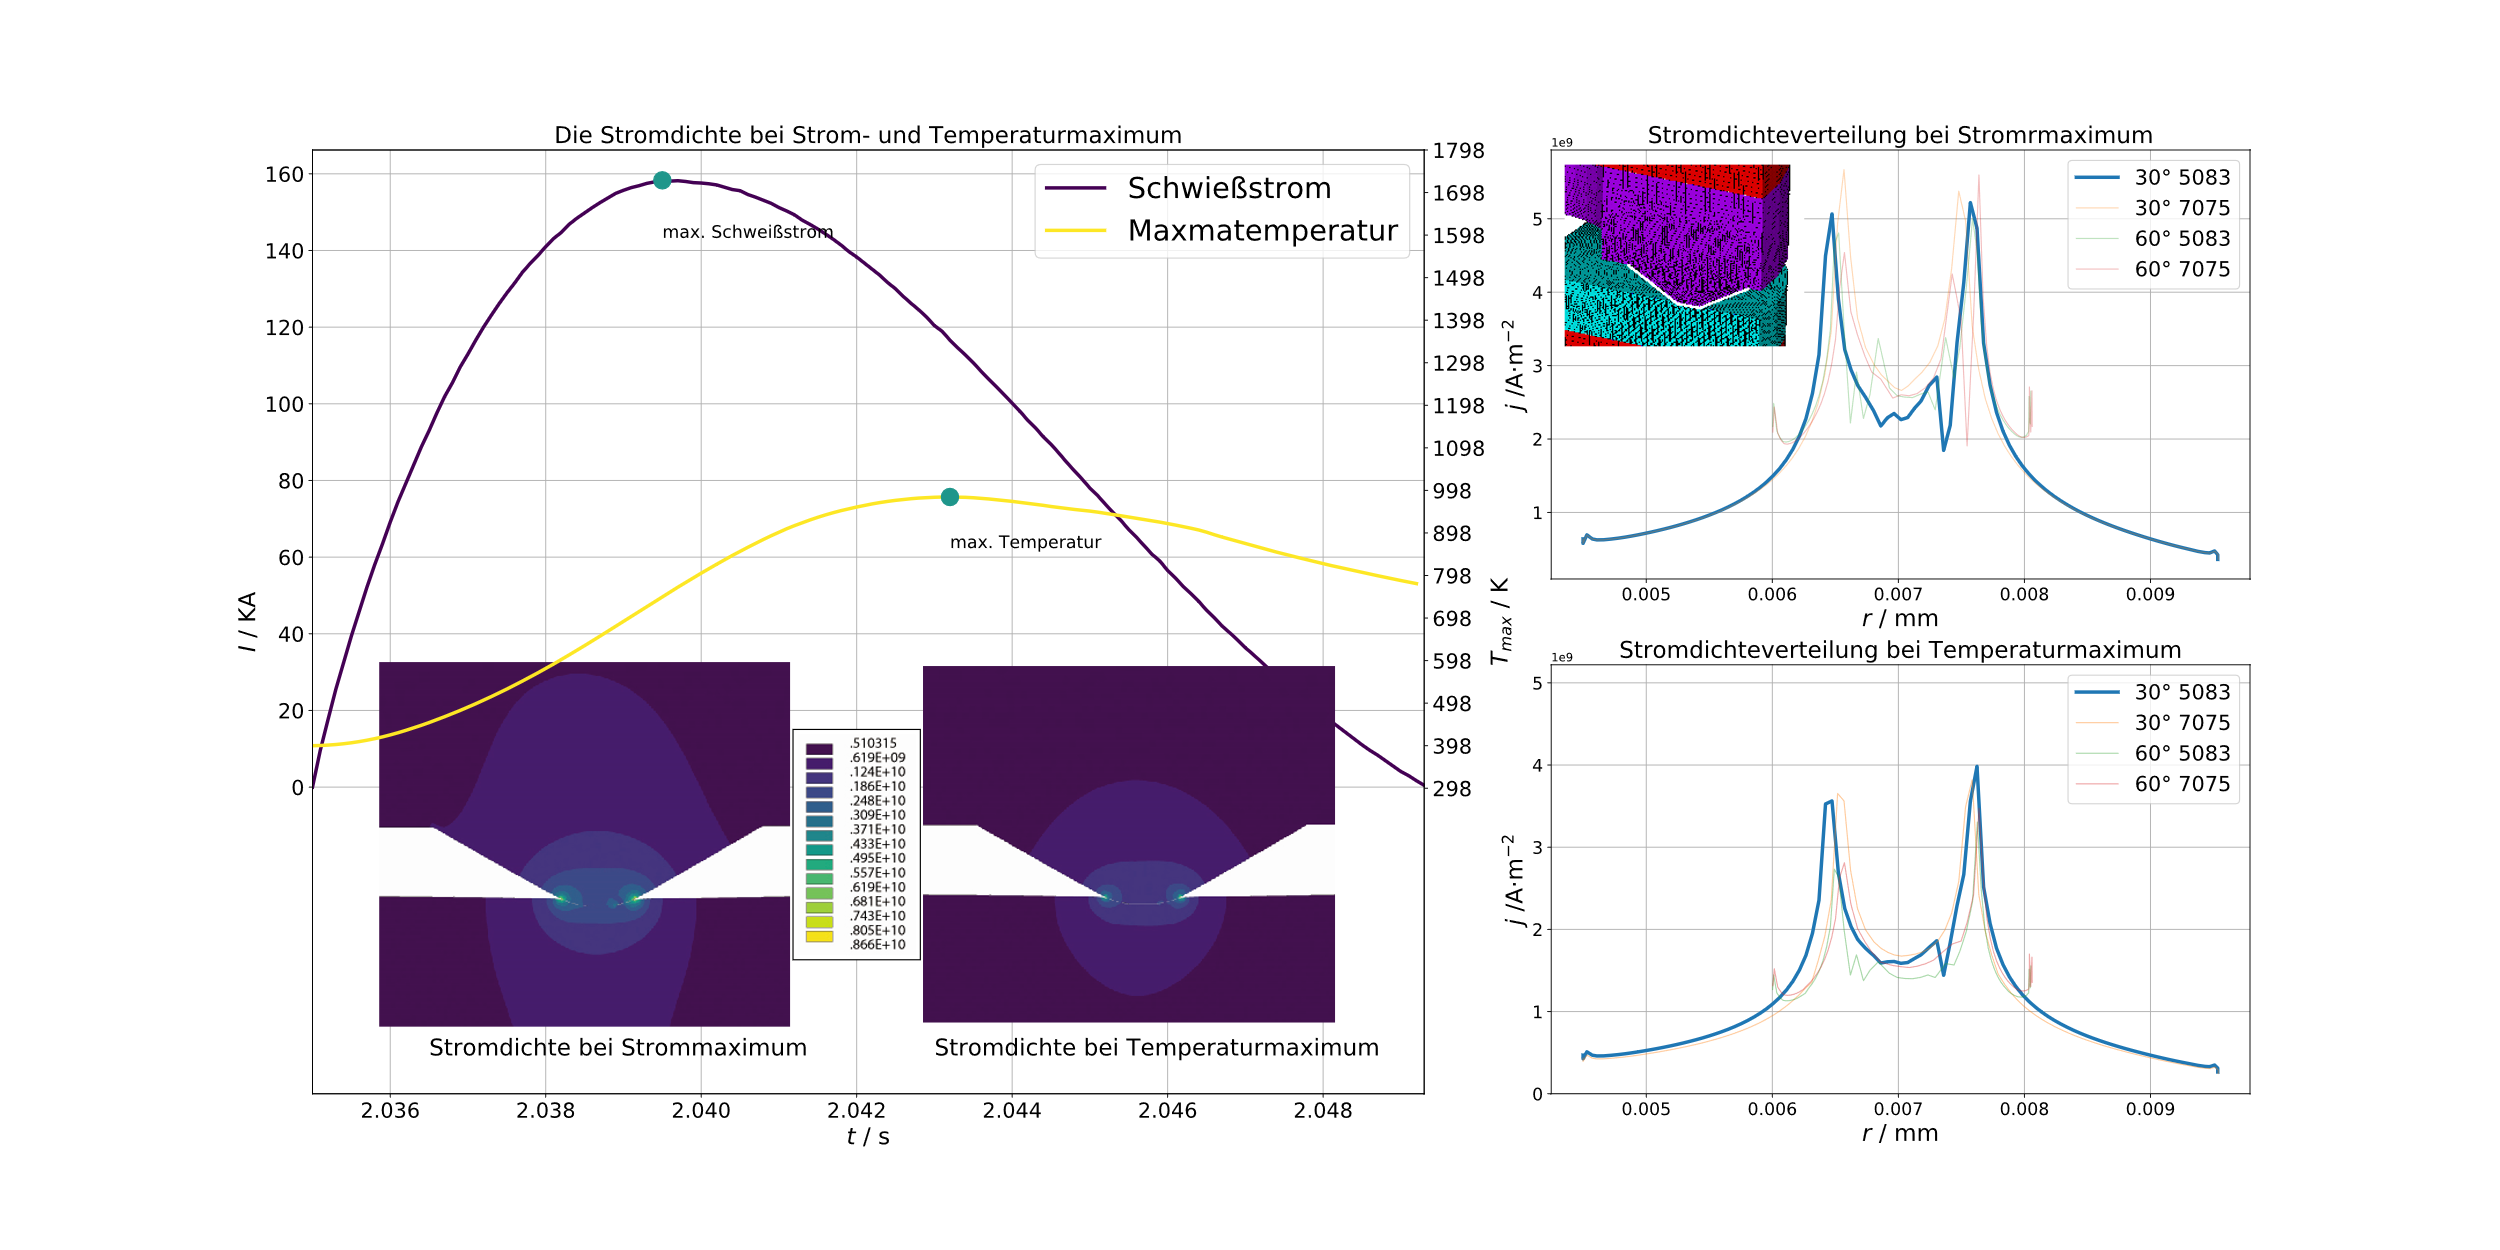 Die Stromdichte bei Strom- und Temperaturmaximum
I / KA
160
140
120
100
80
60
40
20
0
Schwießstrom
Maxmatemperatur
max. Schweißstrom
max. Temperatur
1798
1698
1598
1498
1398
1298
1198
1098
998
898
798
698
598
498
398
298
T_max / K
.510315
.619E+09
.124E+10
.186E+10
.248E+10
.309E+10
.371E+10
.433E+10
.495E+10
.557E+10
.619E+10
.681E+10
.743E+10
.805E+10
.866E+10
Stromdichte bei Strommaximum
Stromdichte bei Temperaturmaximum
2.036 2.038 2.040 2.042 2.044 2.046 2.048
t / s
Stromdichteverteilung bei Stromrmaximum
1e9
j /A·m⁻²
5
4
3
2
1
30° 5083
30° 7075
60° 5083
60° 7075
0.005 0.006 0.007 0.008 0.009
r / mm
Stromdichteverteilung bei Temperaturmaximum
1e9
j /A·m⁻²
5
4
3
2
1
0
30° 5083
30° 7075
60° 5083
60° 7075
0.005 0.006 0.007 0.008 0.009
r / mm